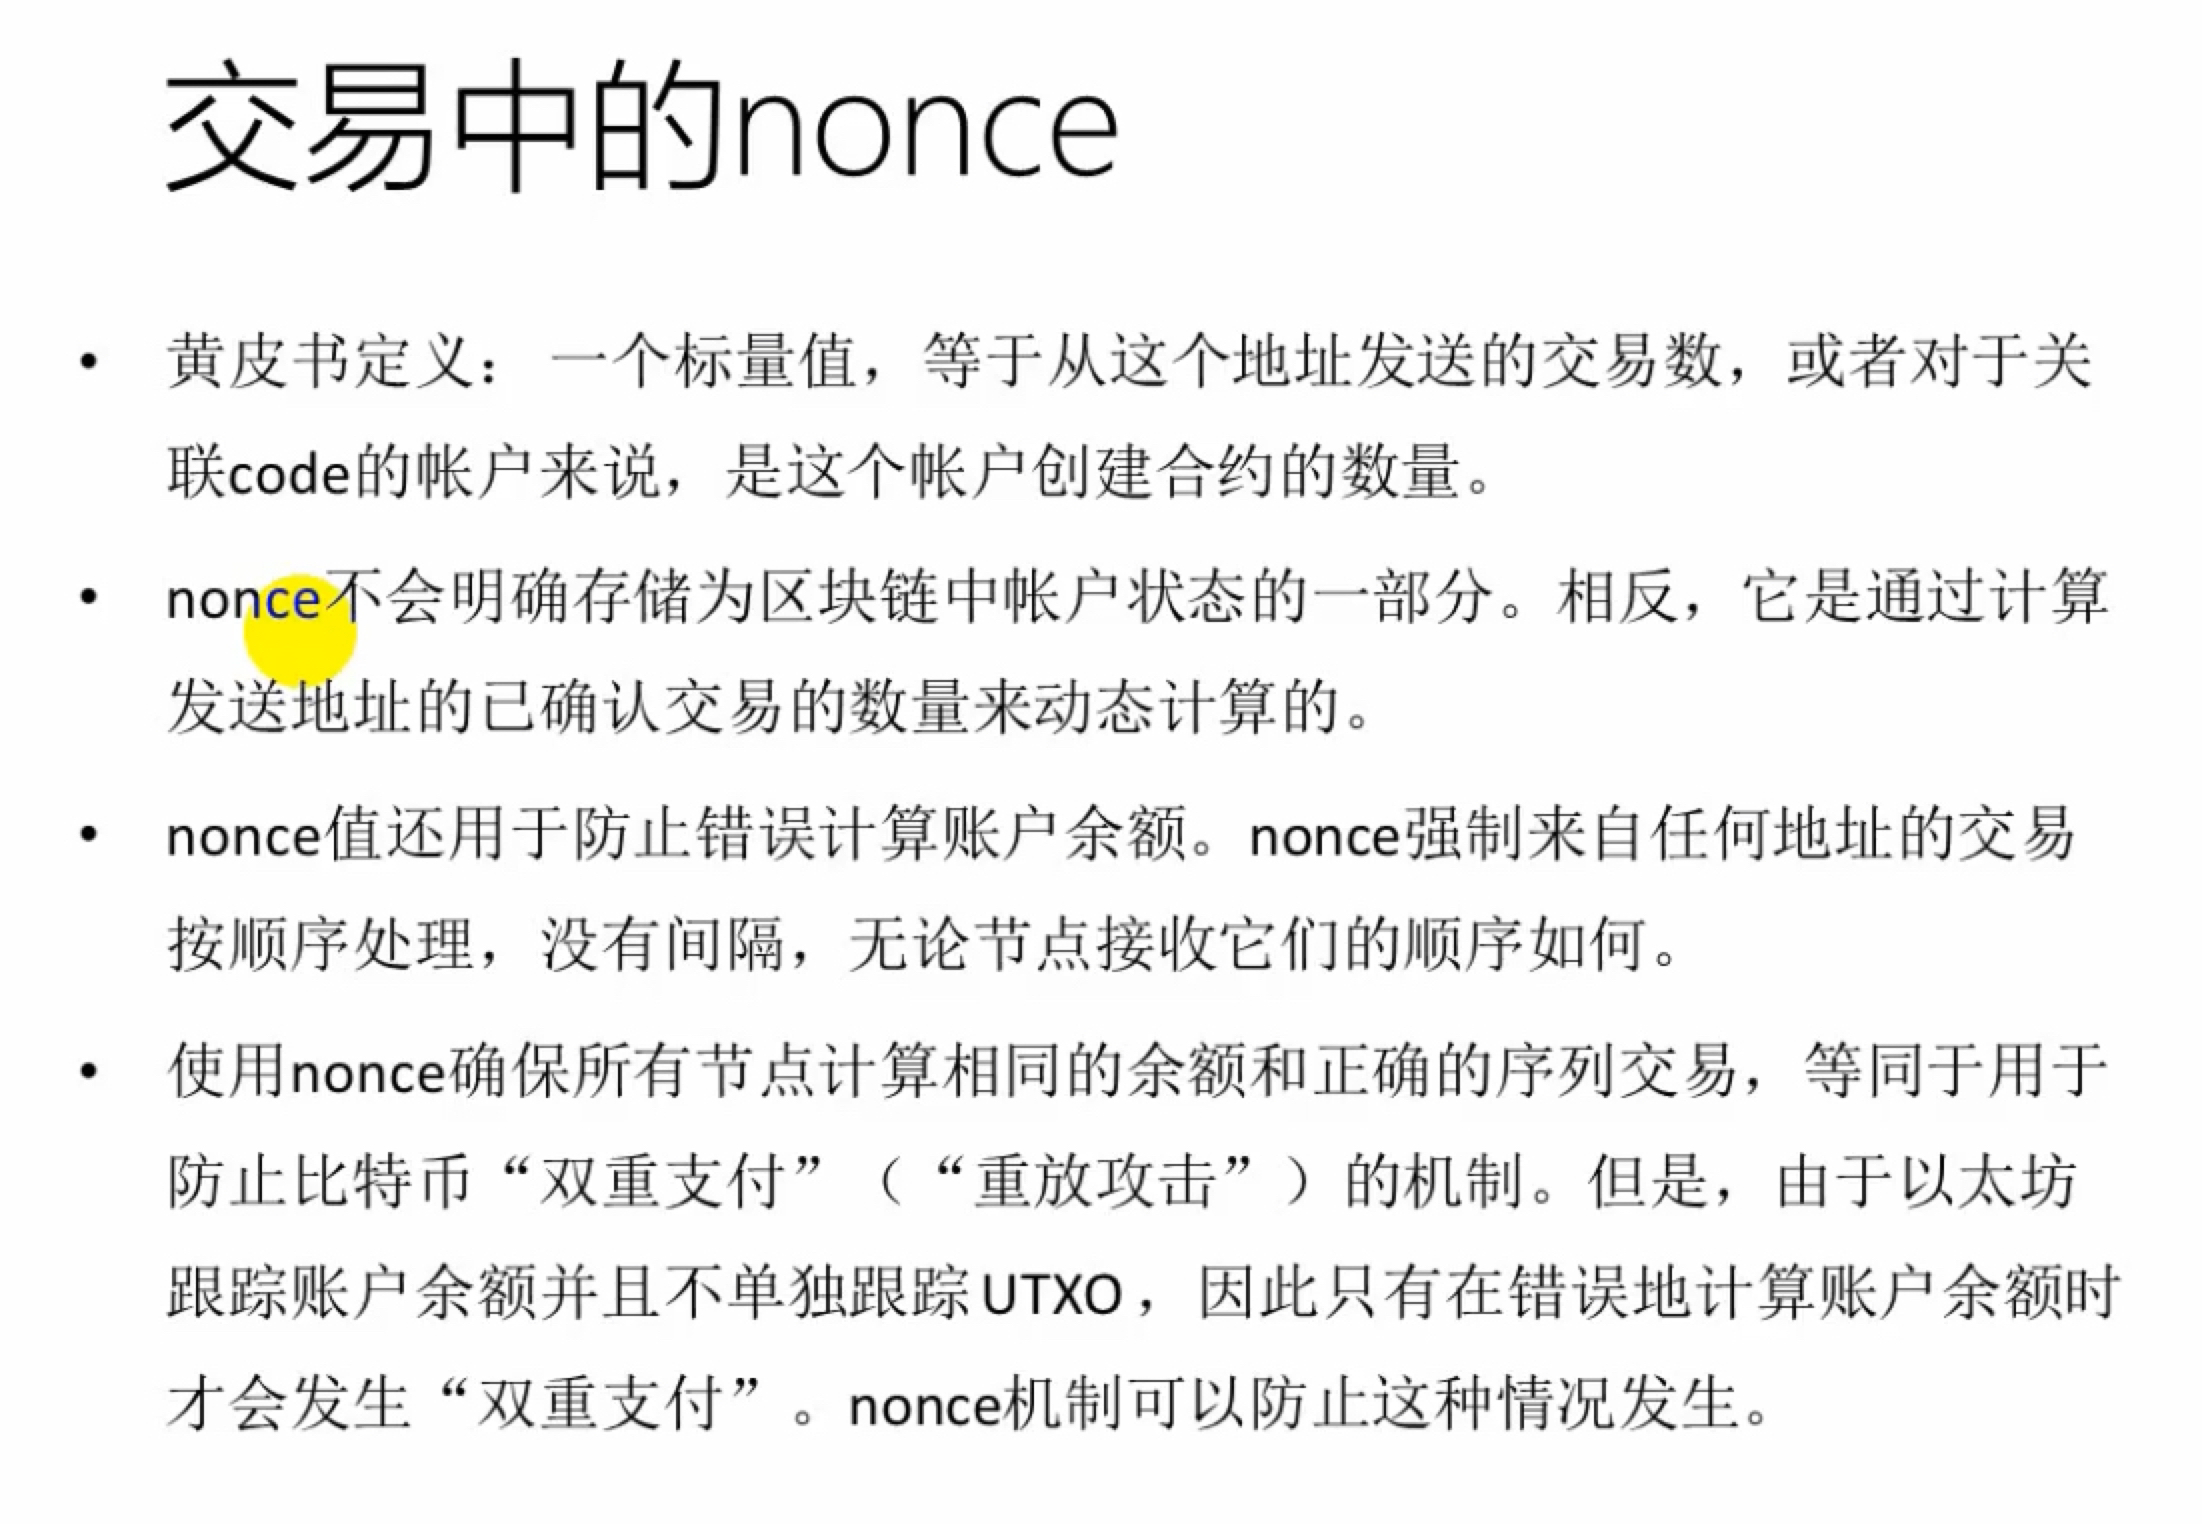 交易中的nonce
• 黄皮书定义： 一个标量值，等于从这个地址发送的交易数，或者对于关
联code的帐户来说，是这个帐户创建合约的数量。
• nonce不会明确存储为区块链中帐户状态的一部分。相反，它是通过计算
发送地址的已确认交易的数量来动态计算的。
• nonce值还用于防止错误计算账户余额。nonce强制来自任何地址的交易
按顺序处理，没有间隔，无论节点接收它们的顺序如何。
• 使用nonce确保所有节点计算相同的余额和正确的序列交易，等同于用于
防止比特币“双重支付”（“重放攻击”）的机制。但是，由于以太坊
跟踪账户余额并且不单独跟踪UTXO，因此只有在错误地计算账户余额时
才会发生“双重支付”。nonce机制可以防止这种情况发生。